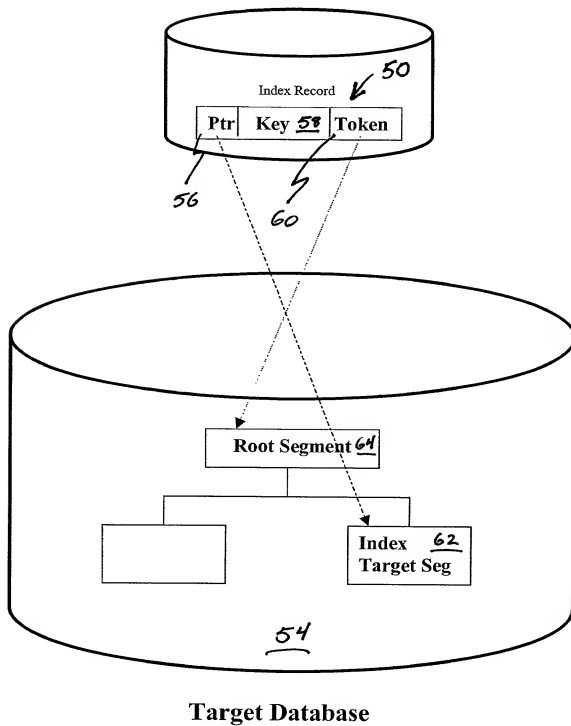 50
Index Record
Ptr Key 58 Token
56
60
Root Segment 64
Index 62
Target Seg
54
Target Database